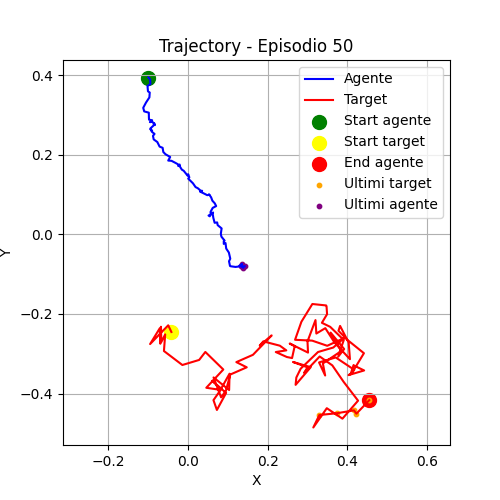 Trajectory - Episodio 50
0.4
0.2
0.0
−0.2
−0.4
Y
−0.2
0.0
0.2
0.4
0.6
X
Agente
Target
Start agente
Start target
End agente
Ultimi target
Ultimi agente